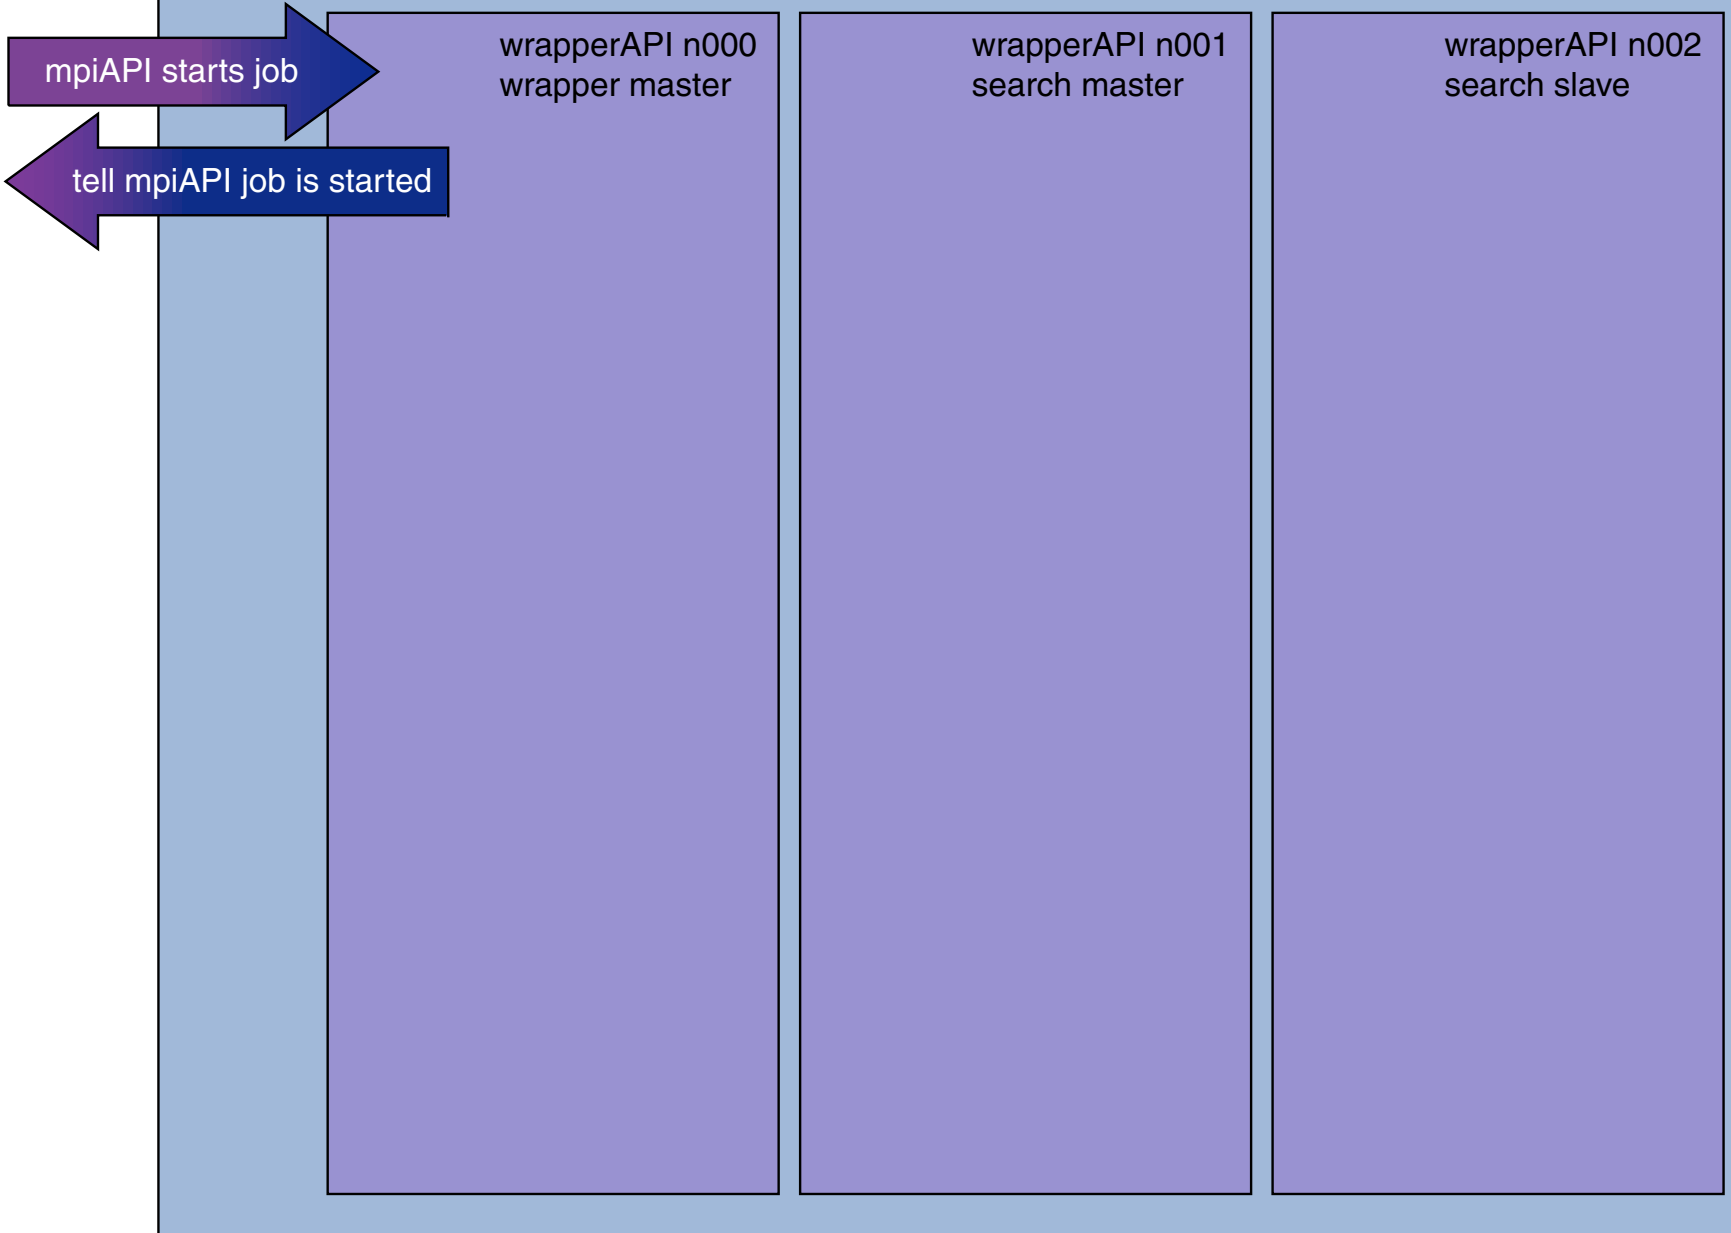 mpiAPI starts job
tell mpiAPI job is started
wrapperAPI n000
wrapper master
wrapperAPI n001
search master
wrapperAPI n002
search slave